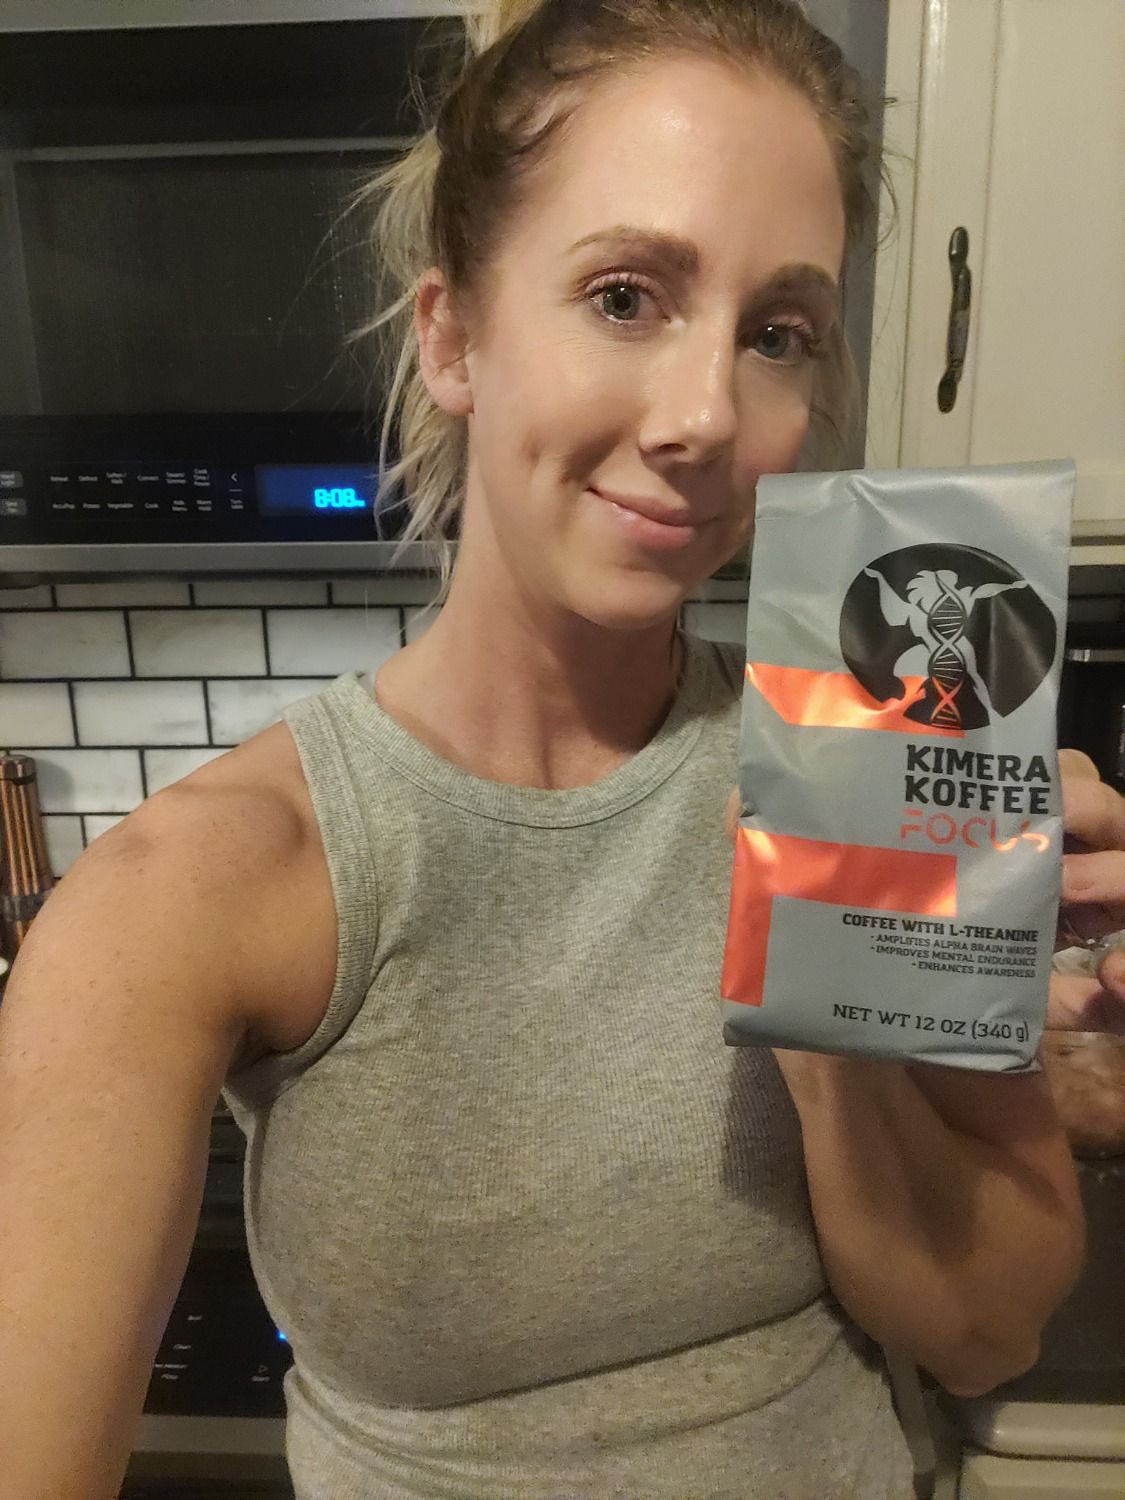 8:08
KIMERA
KOFFEE
FOCUS
COFFEE WITH L-THEANINE
• AMPLIFIES ALPHA BRAIN WAVES
• IMPROVES MENTAL ENDURANCE
• ENHANCES AWARENESS
NET WT 12 OZ (340 g)
Start